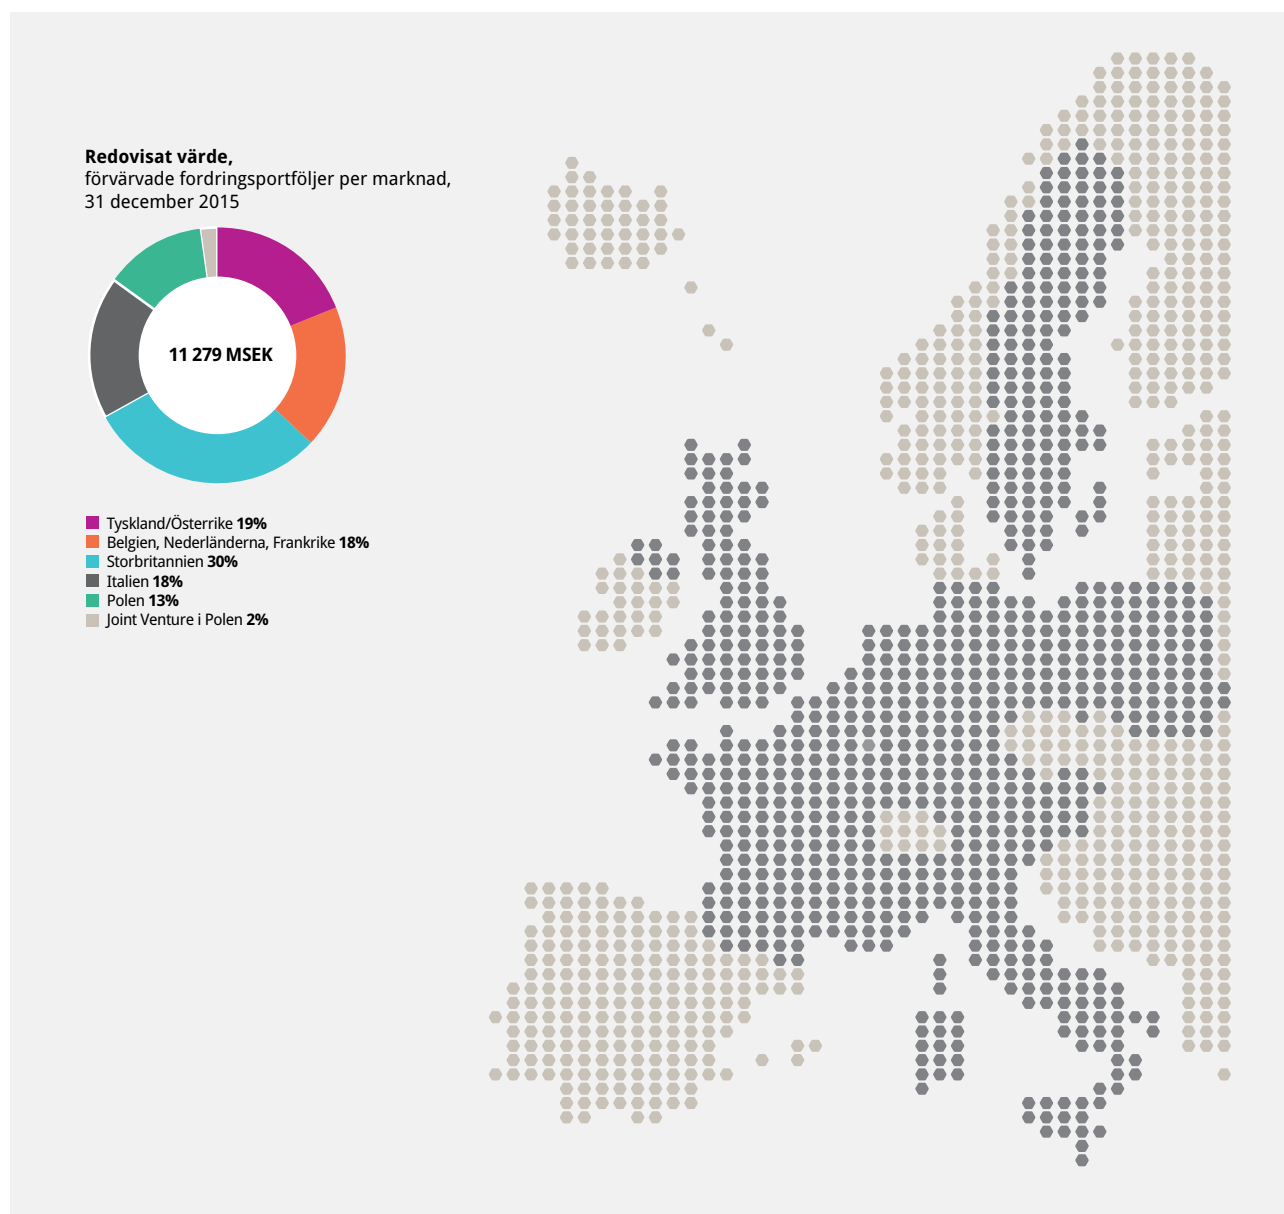 Redovisat värde,
förvärvade fordringsportföljer per marknad,
31 december 2015
11 279 MSEK
Tyskland/Österrike 19%
Belgien, Nederländerna, Frankrike 18%
Storbritannien 30%
Italien 18%
Polen 13%
Joint Venture i Polen 2%